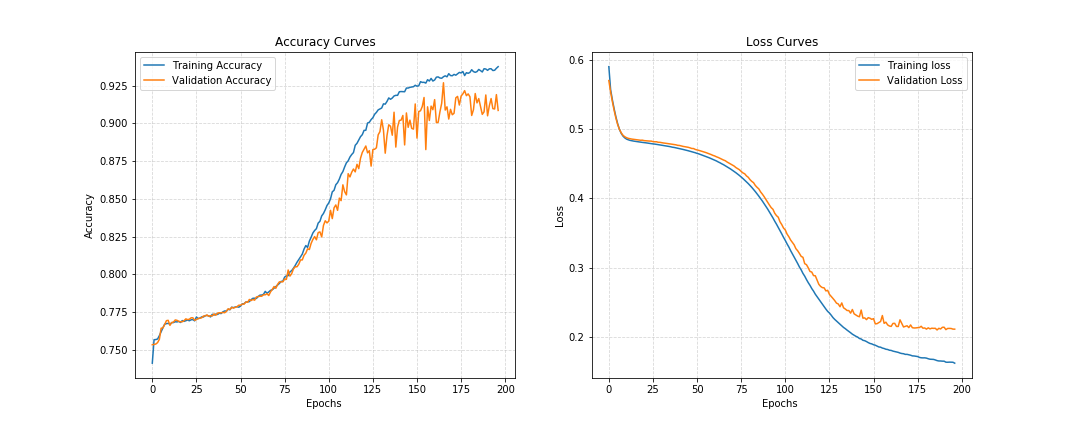 Accuracy Curves
Training Accuracy
Validation Accuracy
0.925
0.900
0.875
0.850
0.825
0.800
0.775
0.750
Accuracy
0 25 50 75 100 125 150 175 200
Epochs
Loss Curves
Training loss
Validation Loss
0.6
0.5
0.4
0.3
0.2
Loss
0 25 50 75 100 125 150 175 200
Epochs